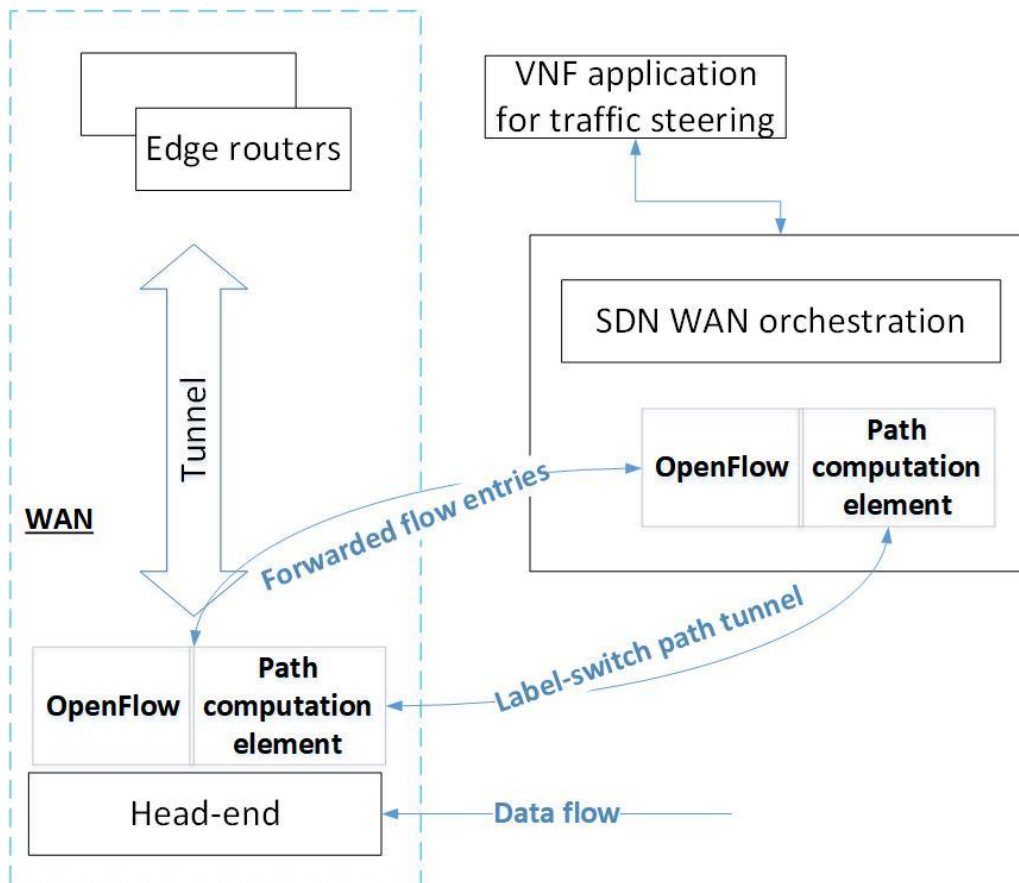 VNF application
for traffic steering
Edge routers
SDN WAN orchestration
Tunnel
OpenFlow
Path
computation
element
WAN
Forwarded flow entries
Label-switch path tunnel
OpenFlow
Path
computation
element
Head-end
Data flow